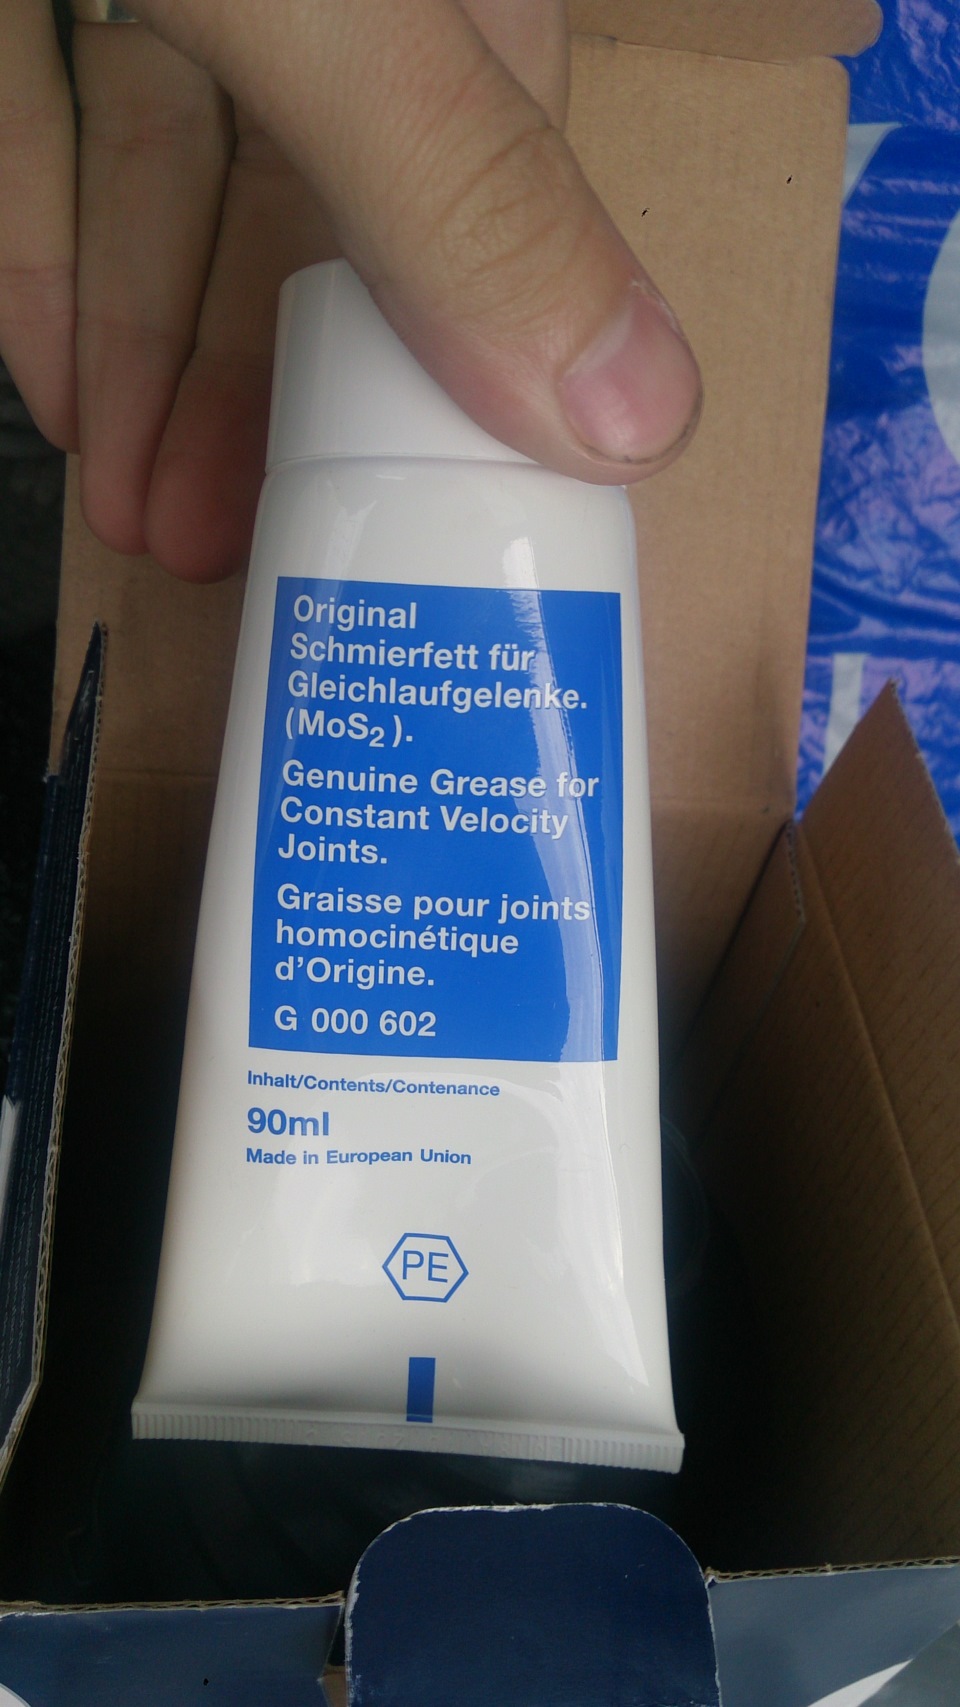 Original
Schmierfett für
Gleichlaufgelenke.
(MoS₂).
Genuine Grease for
Constant Velocity
Joints.
Graisse pour joints
homocinétique
d'Origine.
G 000 602
Inhalt/Contents/Contenance
90ml
Made in European Union
PE